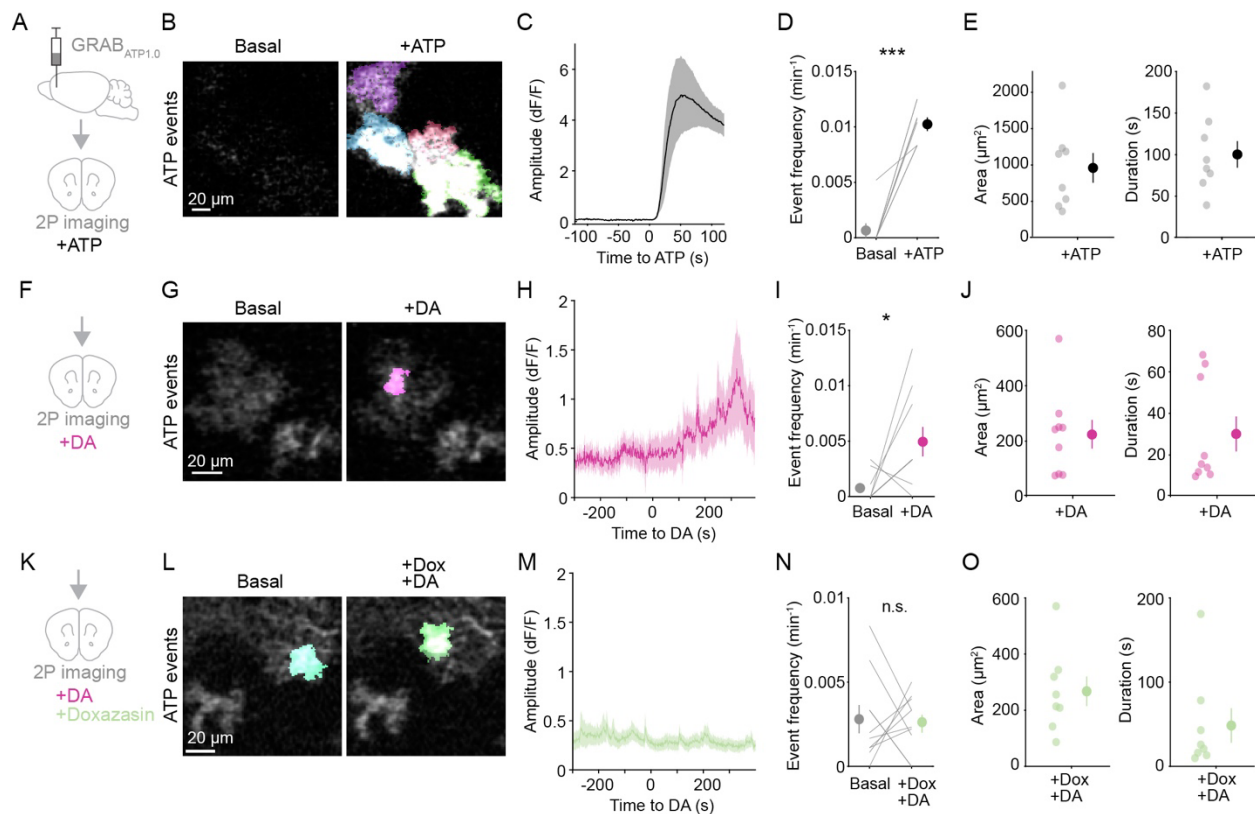 A
GRAB ATP1.0
2P imaging
+ATP
B
Basal
+ATP
ATP events
20 µm
C
Amplitude (dF/F)
6
4
2
0
-100
-50
0
50
100
Time to ATP (s)
D
***
Event frequency (min-1)
0.015
0.01
0.005
0
Basal
+ATP
E
Area (µm2)
2000
1500
1000
500
0
+ATP
Duration (s)
200
150
100
50
0
+ATP
F
2P imaging
+DA
G
Basal
+DA
ATP events
20 µm
H
Amplitude (dF/F)
2
1.5
1
0.5
0
-200
0
200
Time to DA (s)
I
*
Event frequency (min-1)
0.015
0.01
0.005
0
Basal
+DA
J
Area (µm2)
600
400
200
0
+DA
Duration (s)
80
60
40
20
0
+DA
K
2P imaging
+DA
+Doxazasin
L
Basal
+Dox
+DA
ATP events
20 µm
M
Amplitude (dF/F)
2
1.5
1
0.5
0
-200
0
200
Time to DA (s)
N
n.s.
Event frequency (min-1)
0.01
0.005
0
Basal
+Dox
+DA
O
Area (µm2)
600
400
200
0
+Dox
+DA
Duration (s)
200
100
0
+Dox
+DA